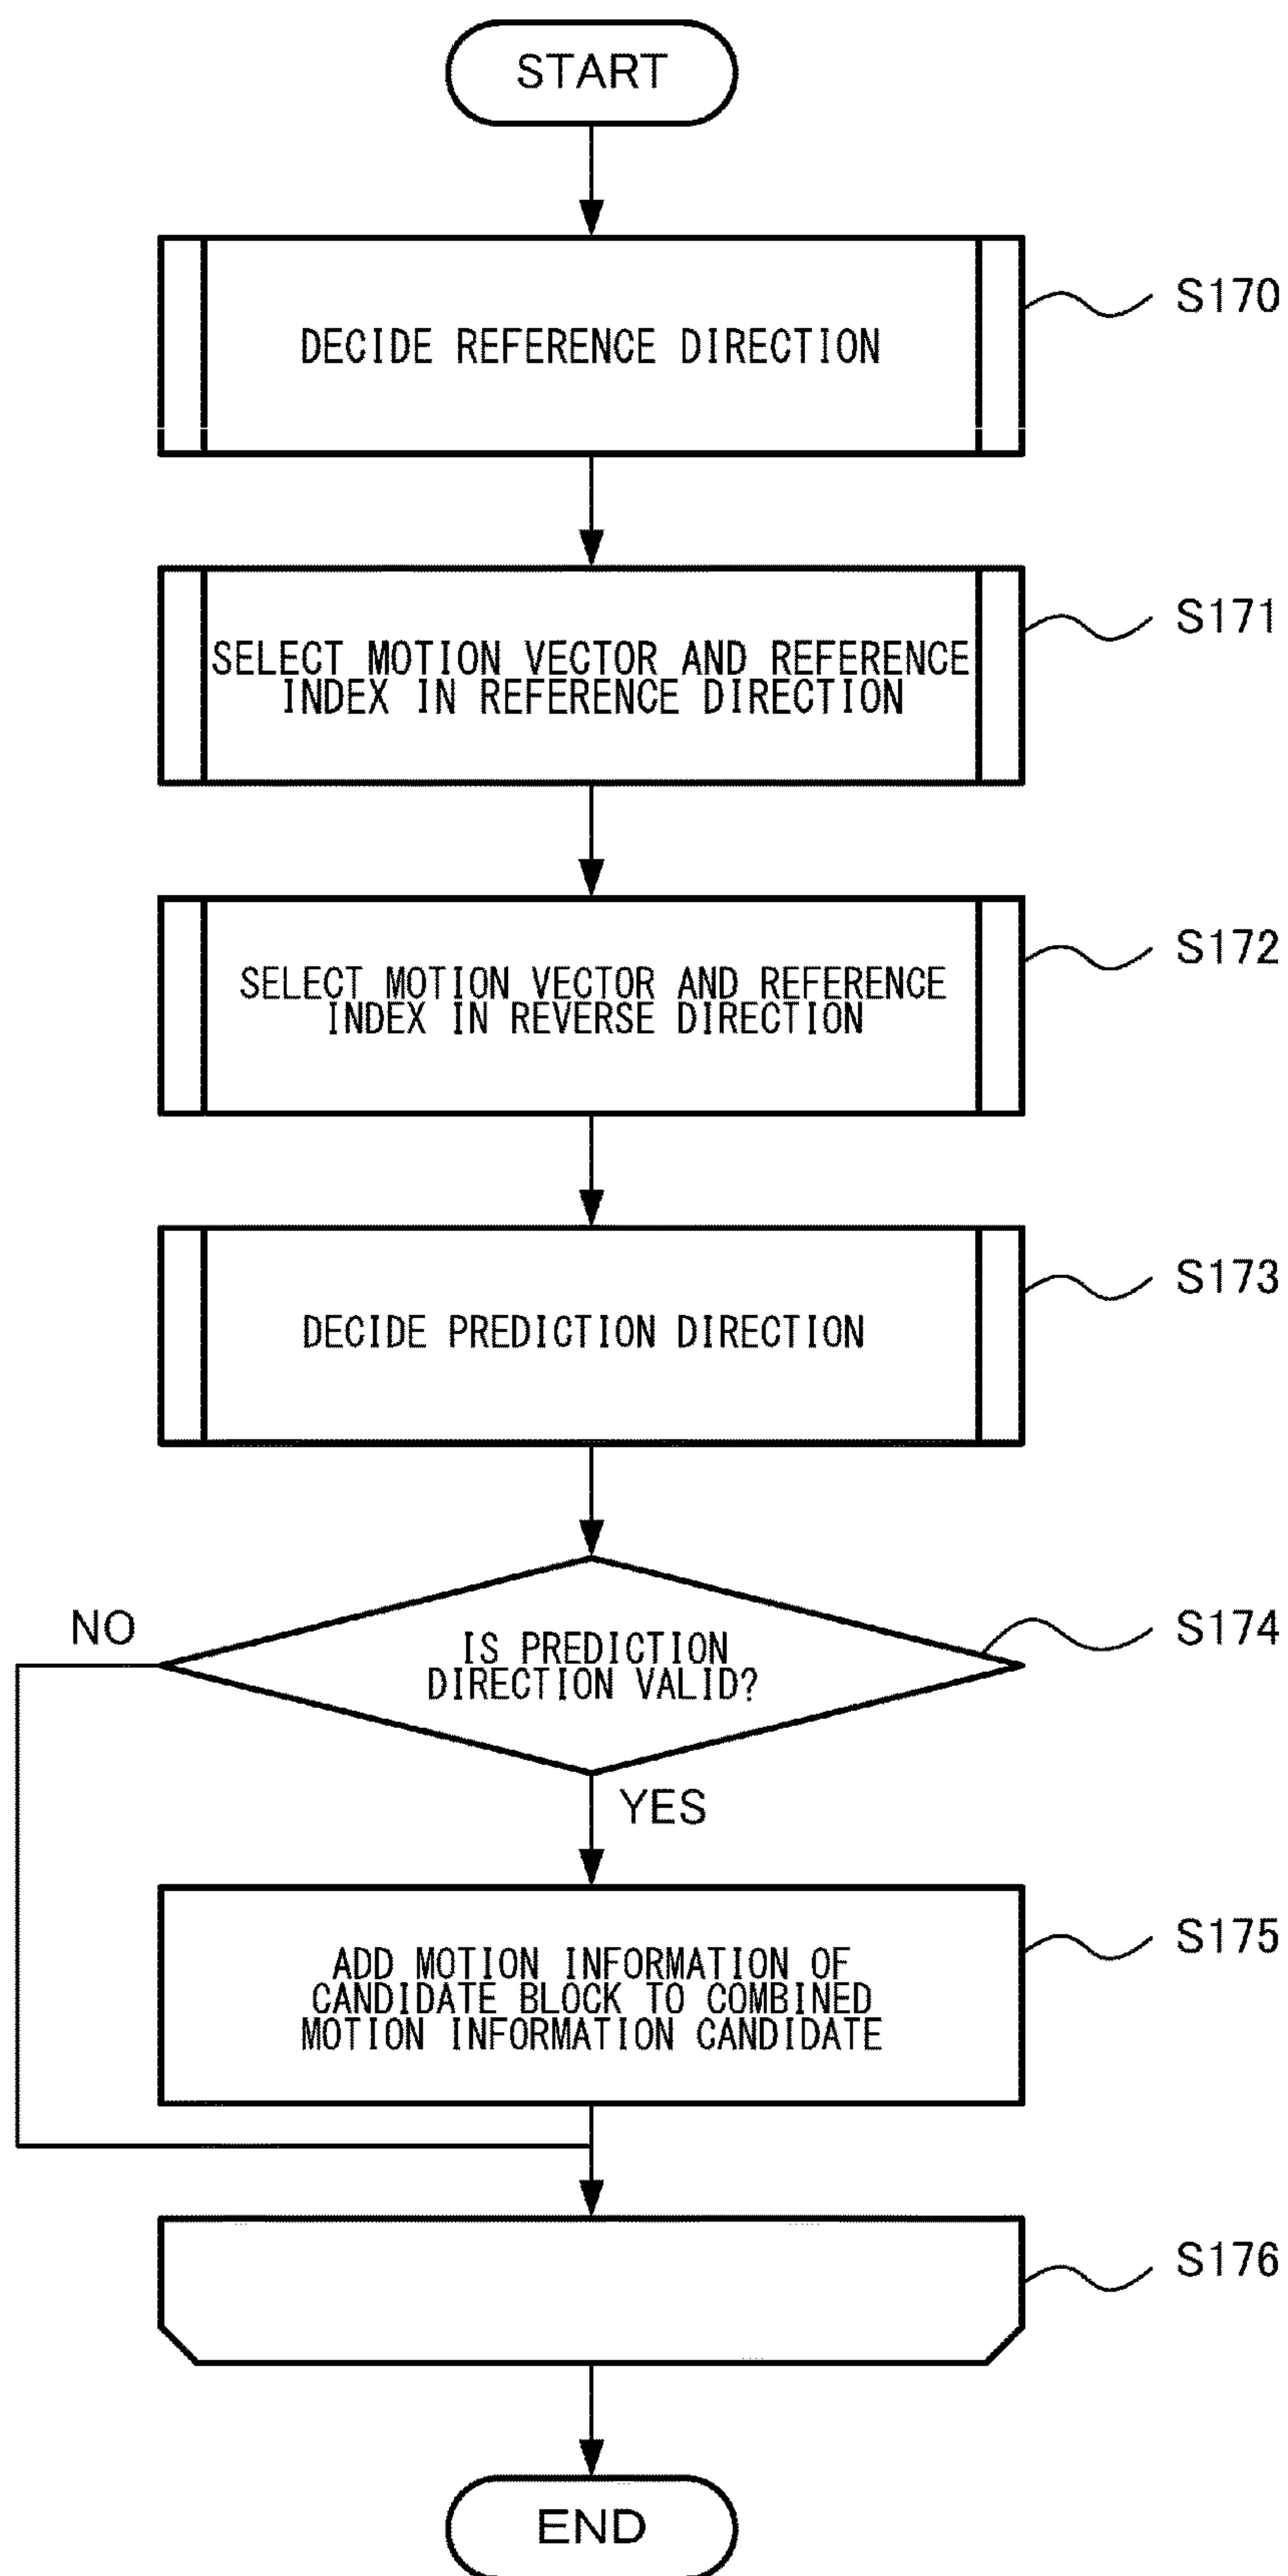 START
DECIDE REFERENCE DIRECTION
S170
SELECT MOTION VECTOR AND REFERENCE
INDEX IN REFERENCE DIRECTION
S171
SELECT MOTION VECTOR AND REFERENCE
INDEX IN REVERSE DIRECTION
S172
DECIDE PREDICTION DIRECTION
S173
NO
IS PREDICTION
DIRECTION VALID?
S174
YES
ADD MOTION INFORMATION OF
CANDIDATE BLOCK TO COMBINED
MOTION INFORMATION CANDIDATE
S175
S176
END